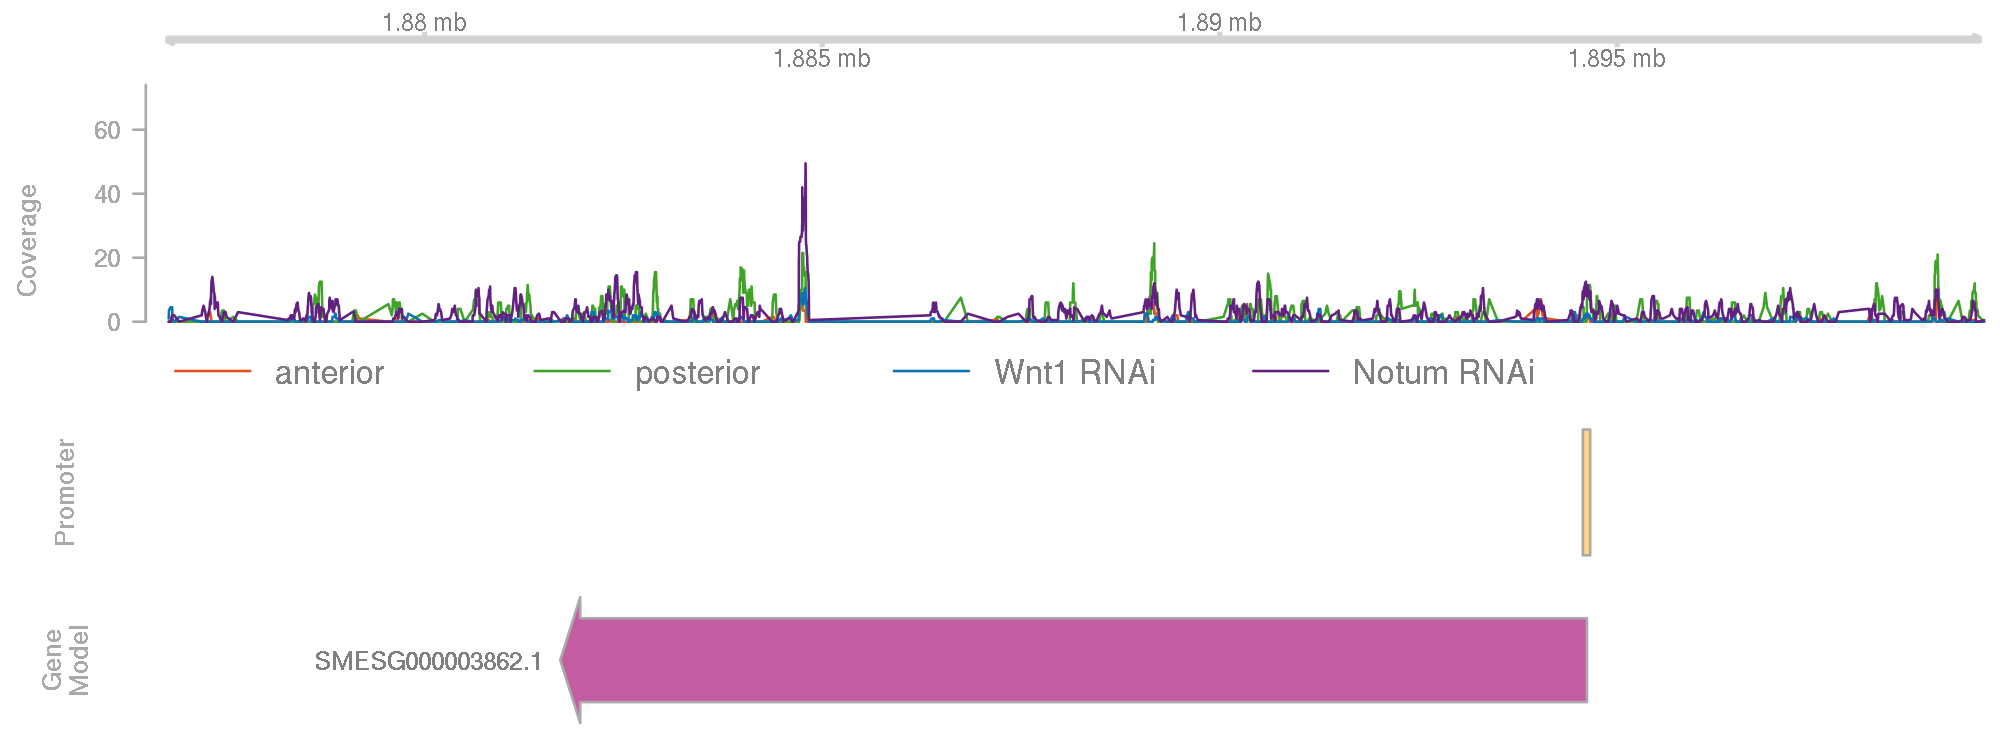 1.88 mb
1.89 mb
1.885 mb
1.895 mb
Coverage
60
40
20
0
anterior
posterior
Wnt1 RNAi
Notum RNAi
Promoter
Gene
Model
SMESG000003862.1